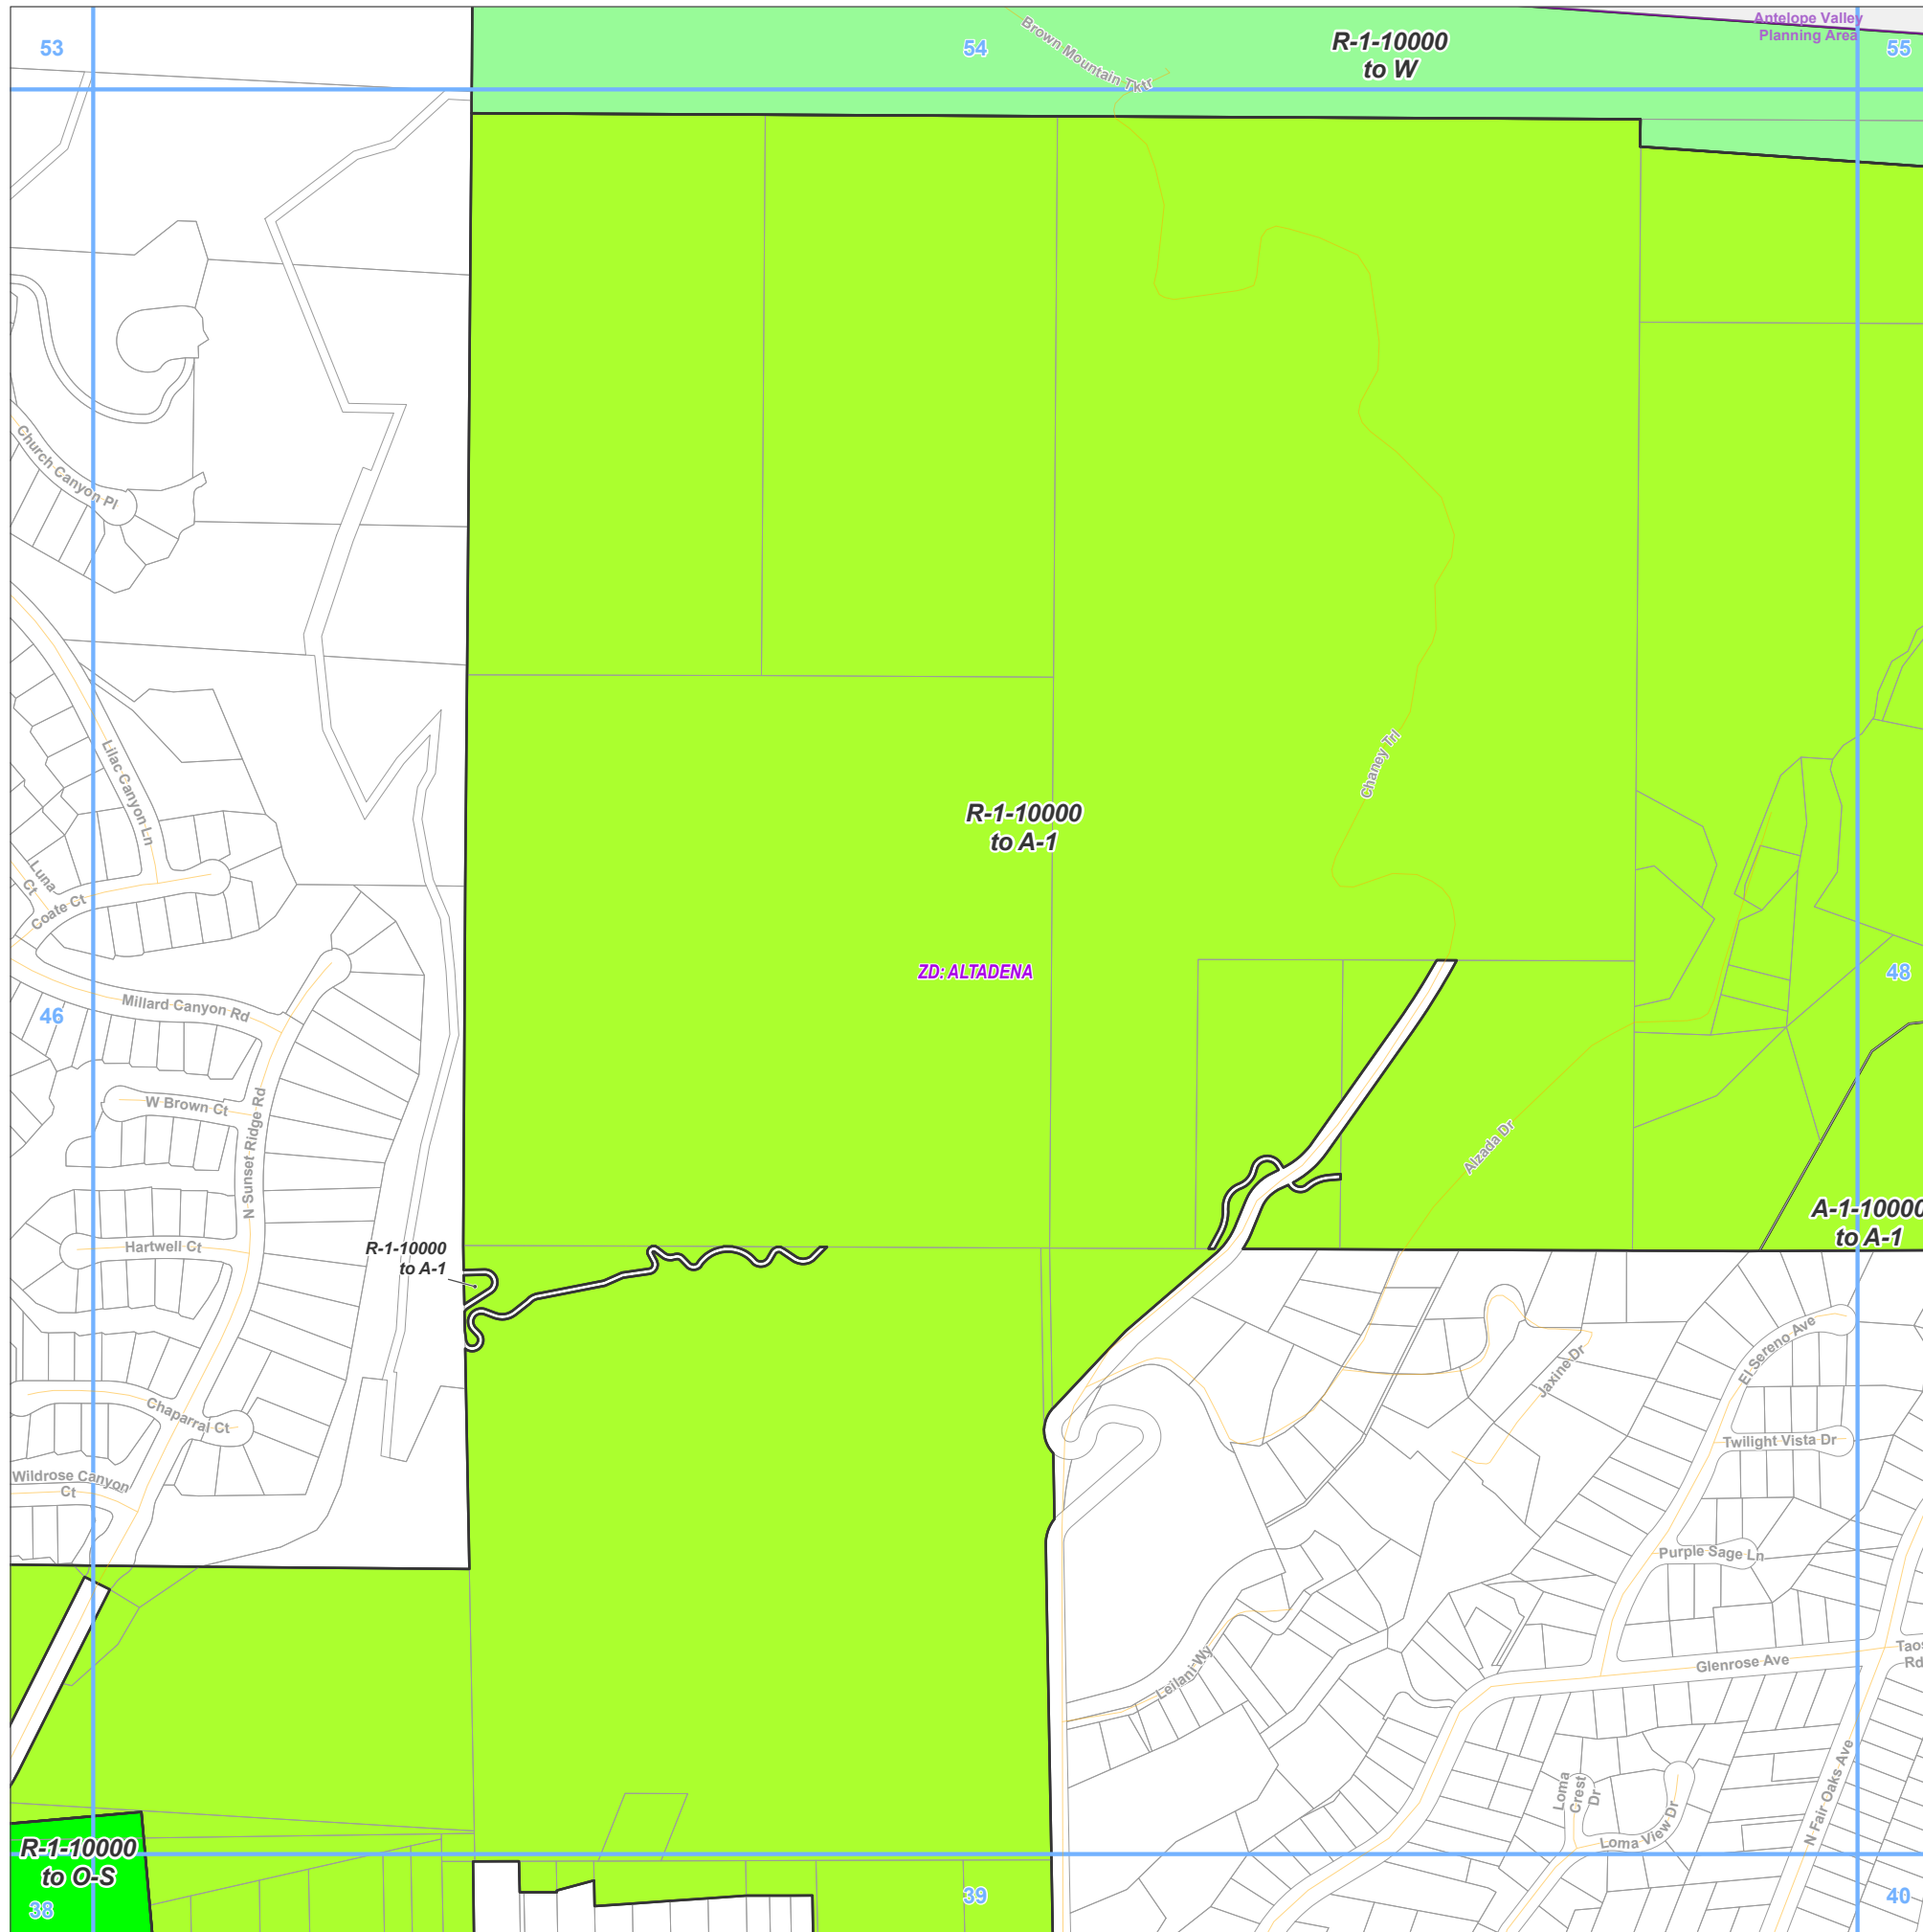 Antelope Valley
Planning Area
53
54
55
Brown Mountain Tktr
R-1-10000
to W
Church Canyon Pl
Lilac Canyon Ln
Chaney Trl
R-1-10000
to A-1
Luna
Ct
Coate Ct
ZD: ALTADENA
48
Millard Canyon Rd
46
W Brown Ct
N Sunset Ridge Rd
Alzada Dr
A-1-10000
to A-1
Hartwell Ct
R-1-10000
to A-1
El Sereno Ave
Jaxine Dr
Chaparral Ct
Twilight Vista Dr
Wildrose Canyon
Ct
Purple Sage Ln
Leilani Wy
Glenrose Ave
Taos
Rd
Loma
Crest
Dr
Loma View Dr
N Fair Oaks Ave
R-1-10000
to O-S
38
39
40